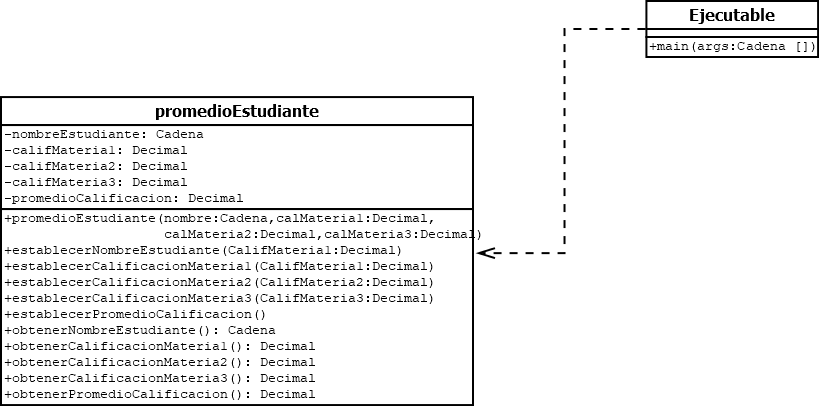 Ejecutable
+main(args:Cadena [])
promedioEstudiante
-nombreEstudiante: Cadena
-califMateria1: Decimal
-califMateria2: Decimal
-califMateria3: Decimal
-promedioCalificacion: Decimal
+promedioEstudiante(nombre:Cadena,calMateria1:Decimal,
calMateria2:Decimal,calMateria3:Decimal)
+establecerNombreEstudiante(CalifMateria1:Decimal)
+establecerCalificacionMateria1(CalifMateria1:Decimal)
+establecerCalificacionMateria2(CalifMateria2:Decimal)
+establecerCalificacionMateria3(CalifMateria3:Decimal)
+establecerPromedioCalificacion()
+obtenerNombreEstudiante(): Cadena
+obtenerCalificacionMateria1(): Decimal
+obtenerCalificacionMateria2(): Decimal
+obtenerCalificacionMateria3(): Decimal
+obtenerPromedioCalificacion(): Decimal